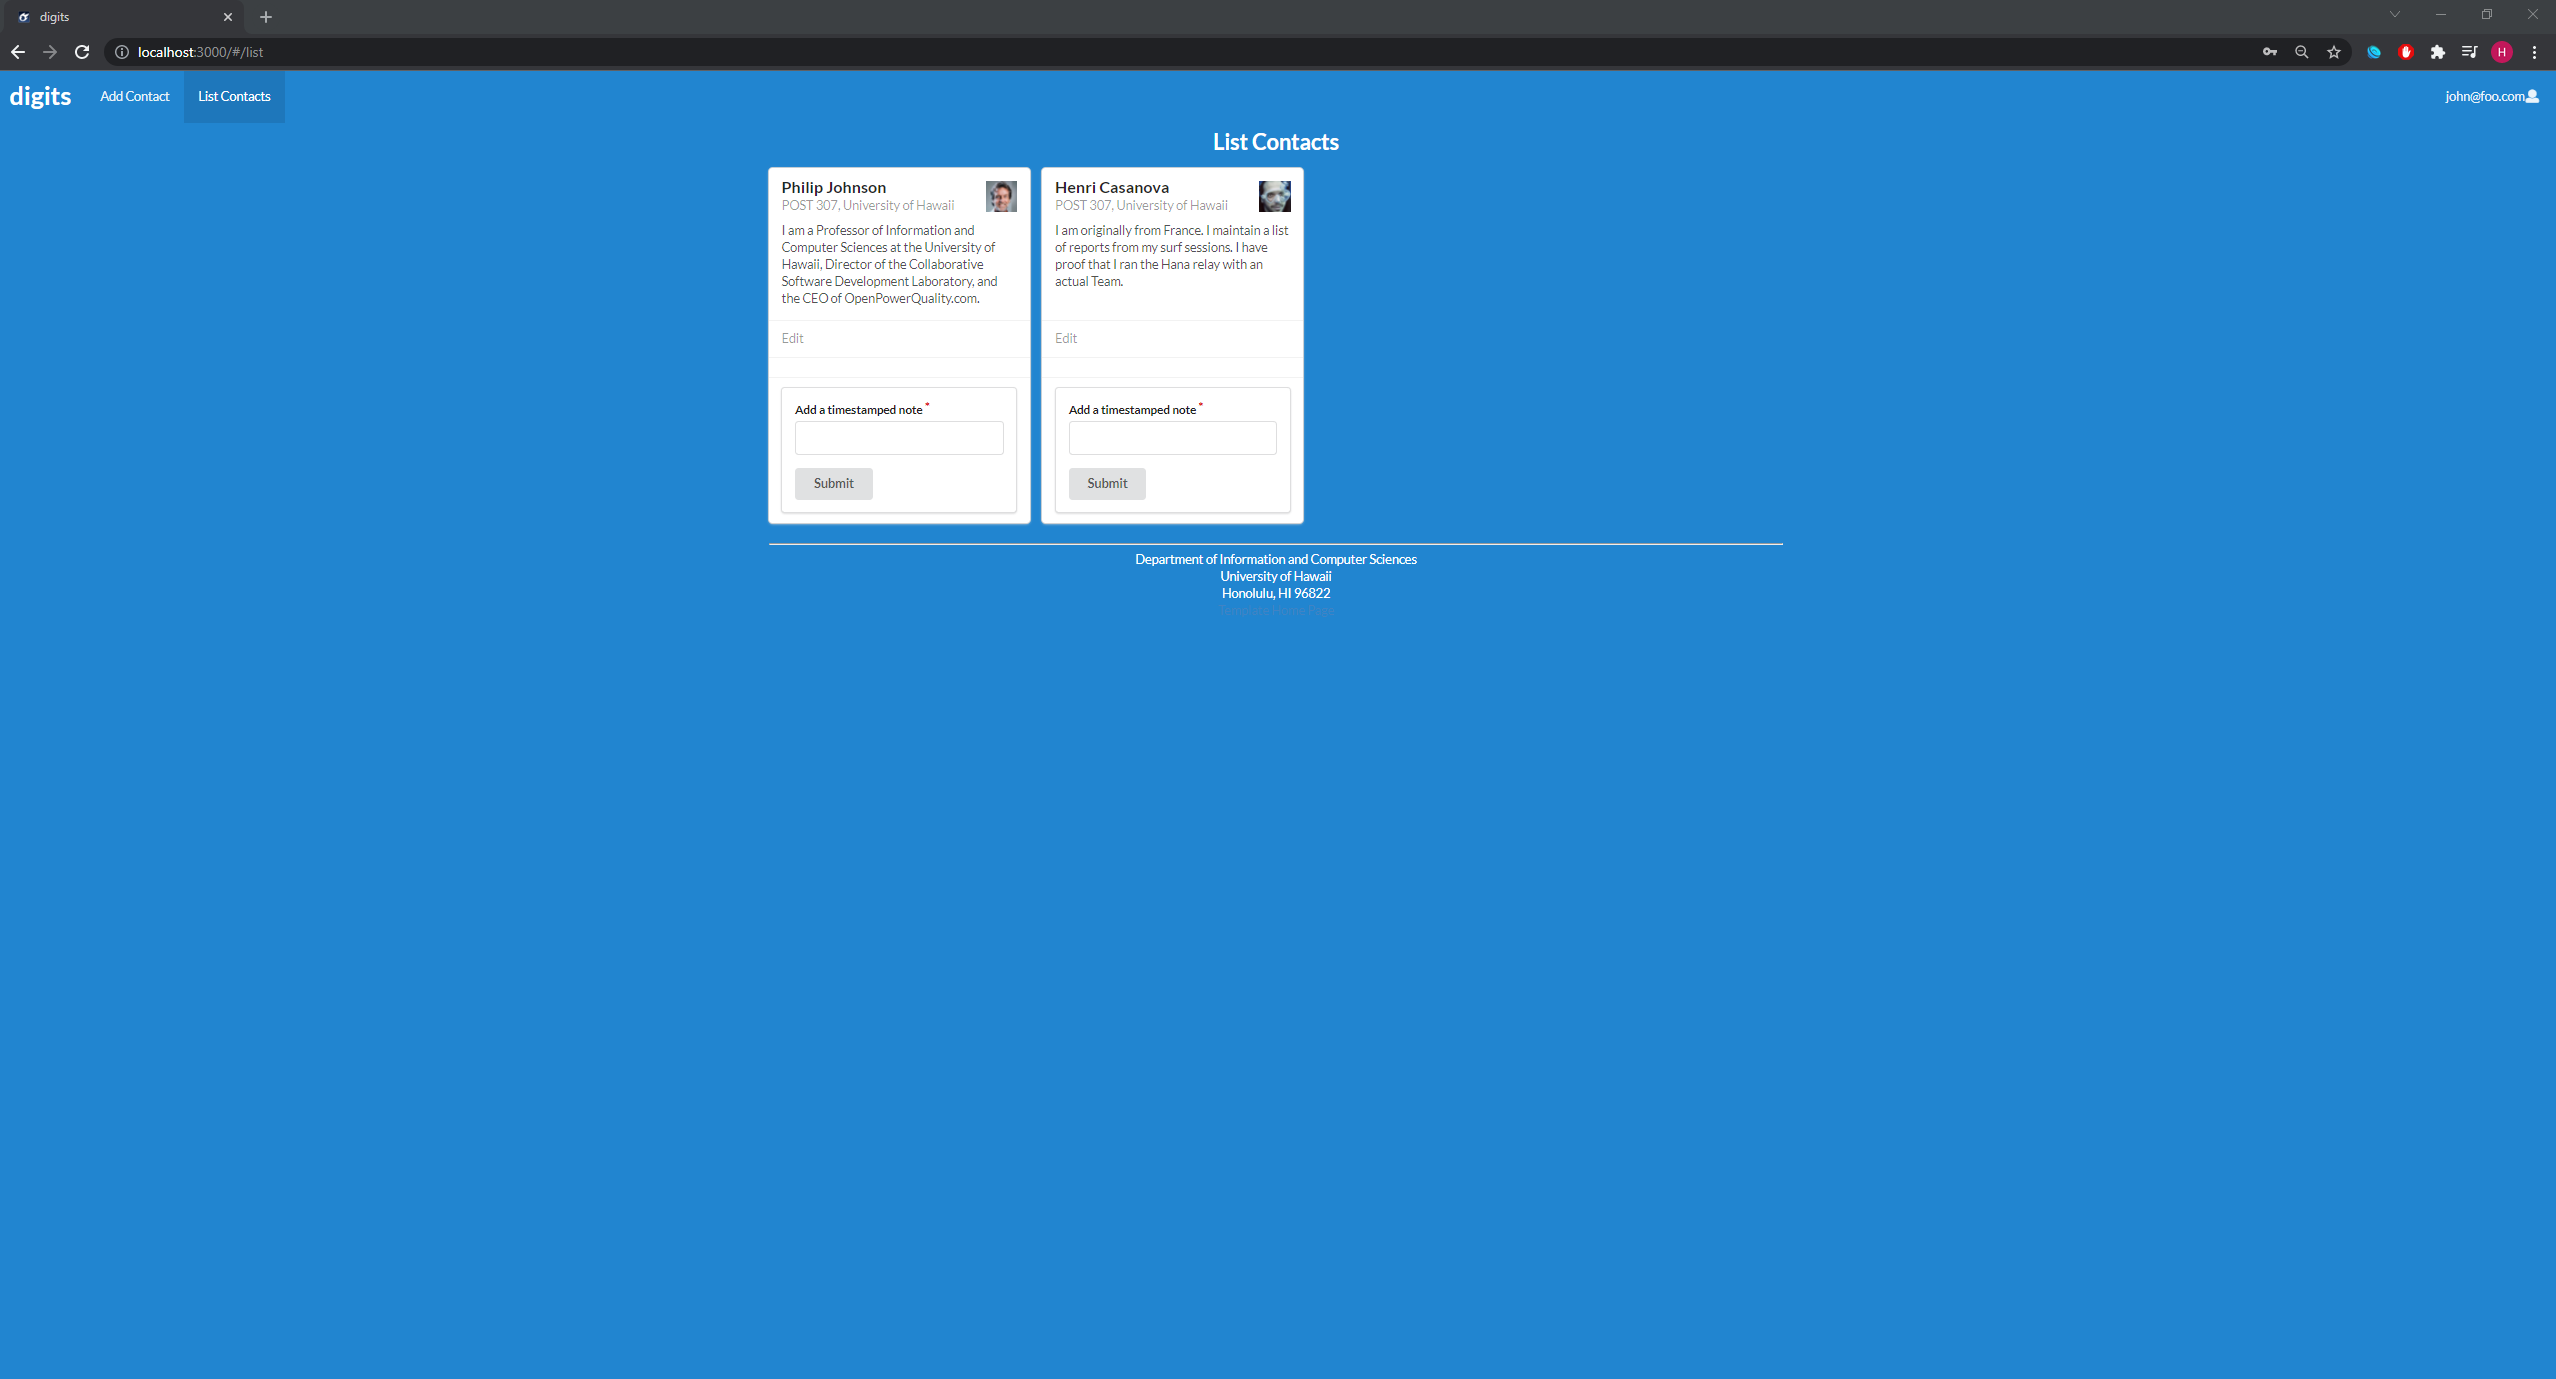 digits
localhost:3000/#/list
H
digits
Add Contact
List Contacts
john@foo.com
List Contacts
Philip Johnson
POST 307, University of Hawaii
I am a Professor of Information and
Computer Sciences at the University of
Hawaii, Director of the Collaborative
Software Development Laboratory, and
the CEO of OpenPowerQuality.com.
Edit
Add a timestamped note *
Submit
Henri Casanova
POST 307, University of Hawaii
I am originally from France. I maintain a list
of reports from my surf sessions. I have
proof that I ran the Hana relay with an
actual Team.
Edit
Add a timestamped note *
Submit
Department of Information and Computer Sciences
University of Hawaii
Honolulu, HI 96822
Template Home Page